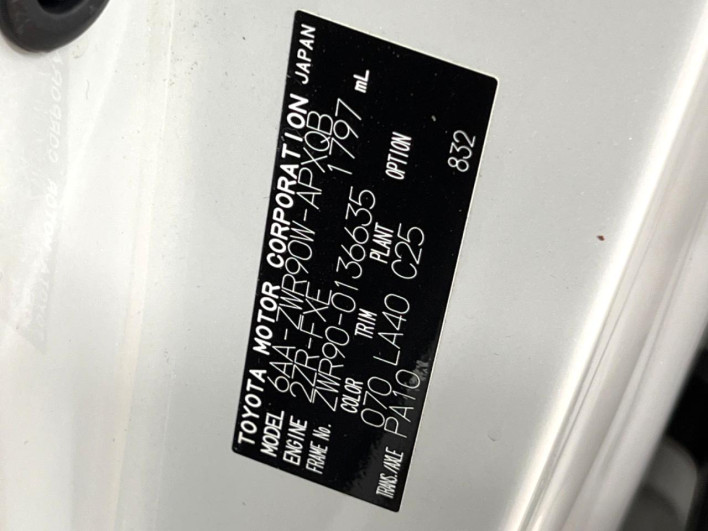 TOYOTA MOTOR CORPORATION JAPAN
MODEL 6AA-ZWR90W-APXQB
ENGINE 2ZR-FXE 1797 mL
FRAME No. ZWR90-0136635
COLOR TRIM PLANT OPTION
070 LA40 C25
TRANS./AXLE PA10 832